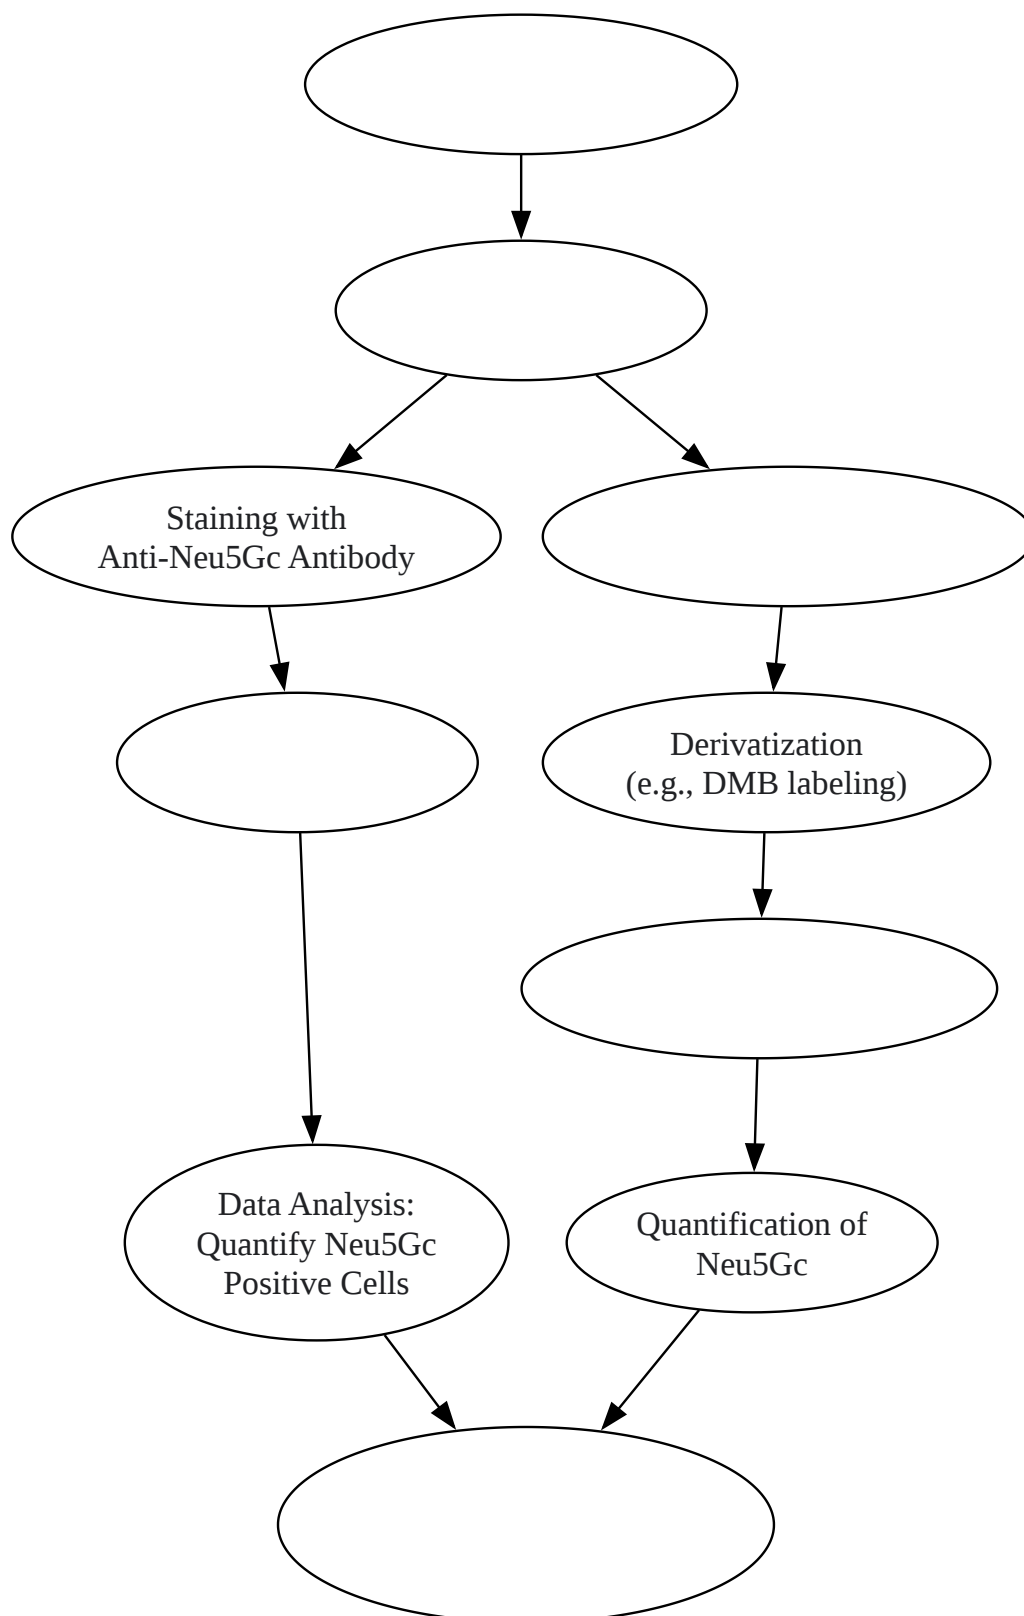 Staining with
Anti-Neu5Gc Antibody
Derivatization
(e.g., DMB labeling)
Data Analysis:
Quantify Neu5Gc
Positive Cells
Quantification of
Neu5Gc